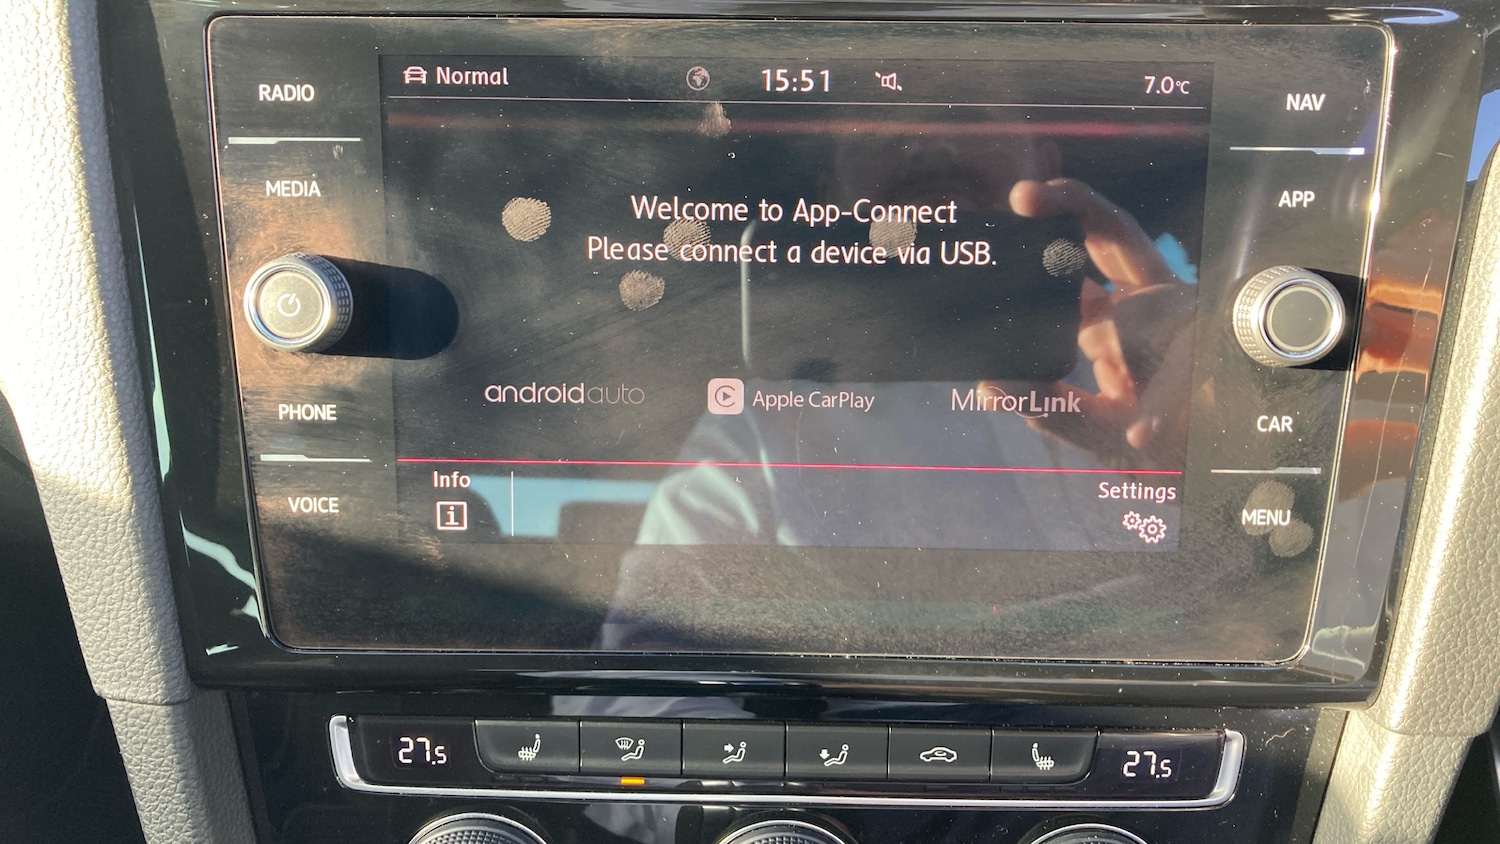 RADIO
MEDIA
PHONE
VOICE
Normal
15:51
7.0°C
Welcome to App-Connect
Please connect a device via USB.
androidauto
Apple CarPlay
MirrorLink
Info
i
Settings
NAV
APP
CAR
MENU
27.5
27.5